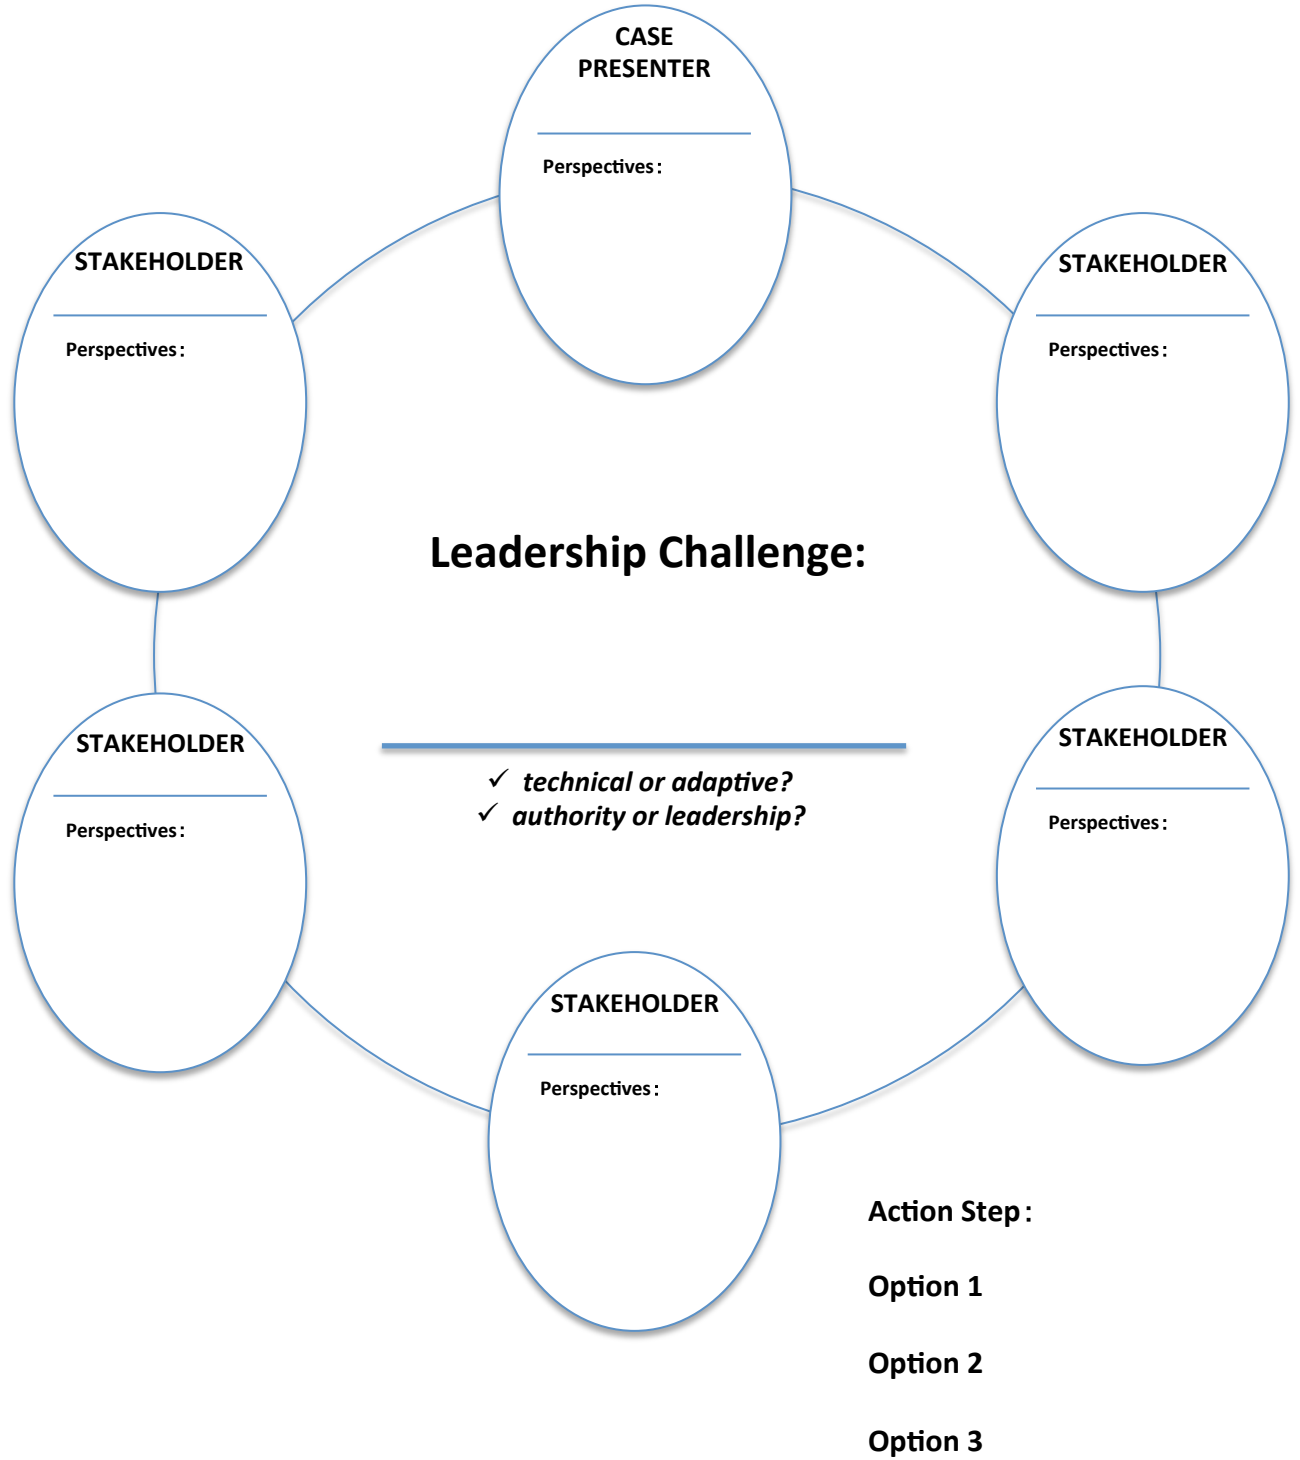 CASE
PRESENTER
Perspectives:
STAKEHOLDER
Perspectives:
STAKEHOLDER
Perspectives:
Leadership Challenge:
✓ technical or adaptive?
✓ authority or leadership?
STAKEHOLDER
Perspectives:
STAKEHOLDER
Perspectives:
STAKEHOLDER
Perspectives:
Action Step:
Option 1
Option 2
Option 3